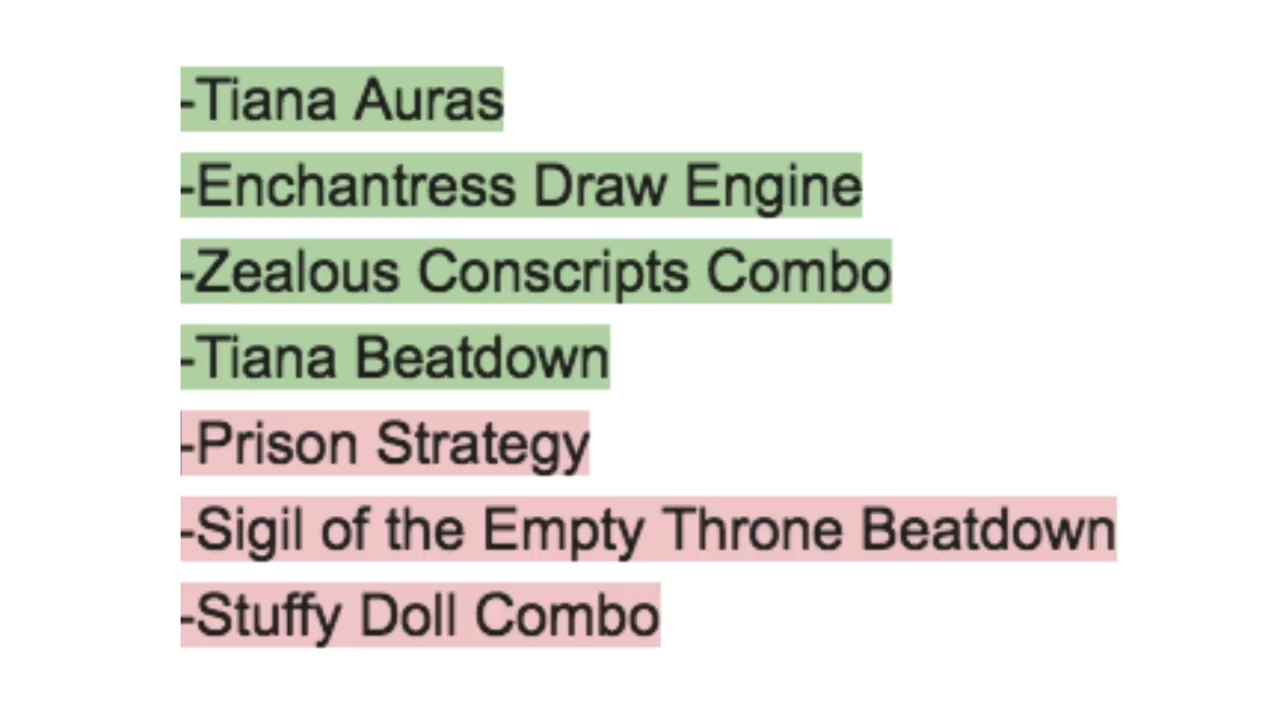 -Tiana Auras
-Enchantress Draw Engine
-Zealous Conscripts Combo
-Tiana Beatdown
-Prison Strategy
-Sigil of the Empty Throne Beatdown
-Stuffy Doll Combo